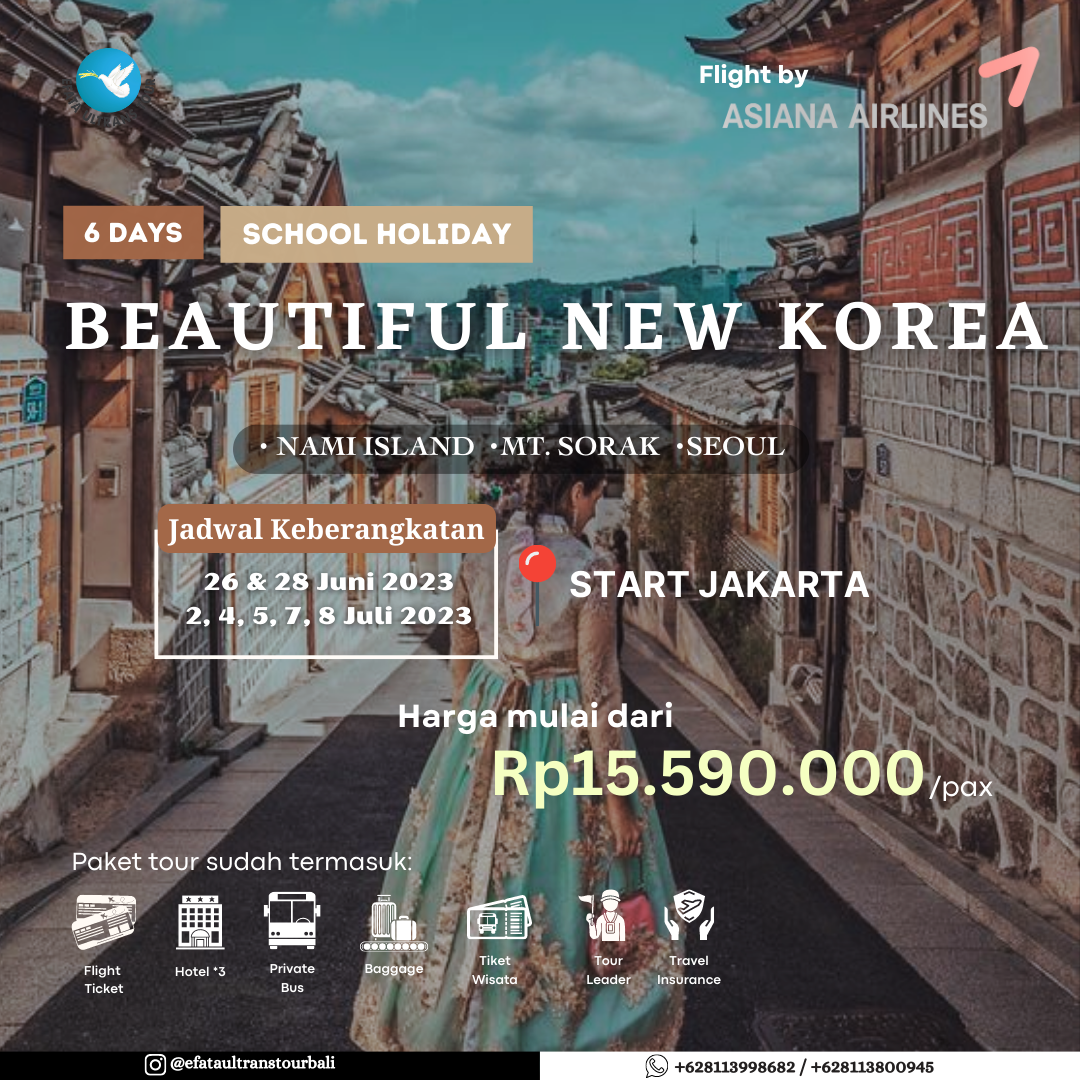 Flight by
ASIANA AIRLINES
6 DAYS
SCHOOL HOLIDAY
BEAUTIFUL NEW KOREA
• NAMI ISLAND •MT. SORAK •SEOUL
Jadwal Keberangkatan
26 & 28 Juni 2023
2, 4, 5, 7, 8 Juli 2023
START JAKARTA
Harga mulai dari
Rp15.590.000/pax
Paket tour sudah termasuk:
Flight
Ticket
Hotel *3
Private
Bus
Baggage
Tiket
Wisata
Tour
Leader
Travel
Insurance
@efataultranstourbali
+628113998682 / +628113800945